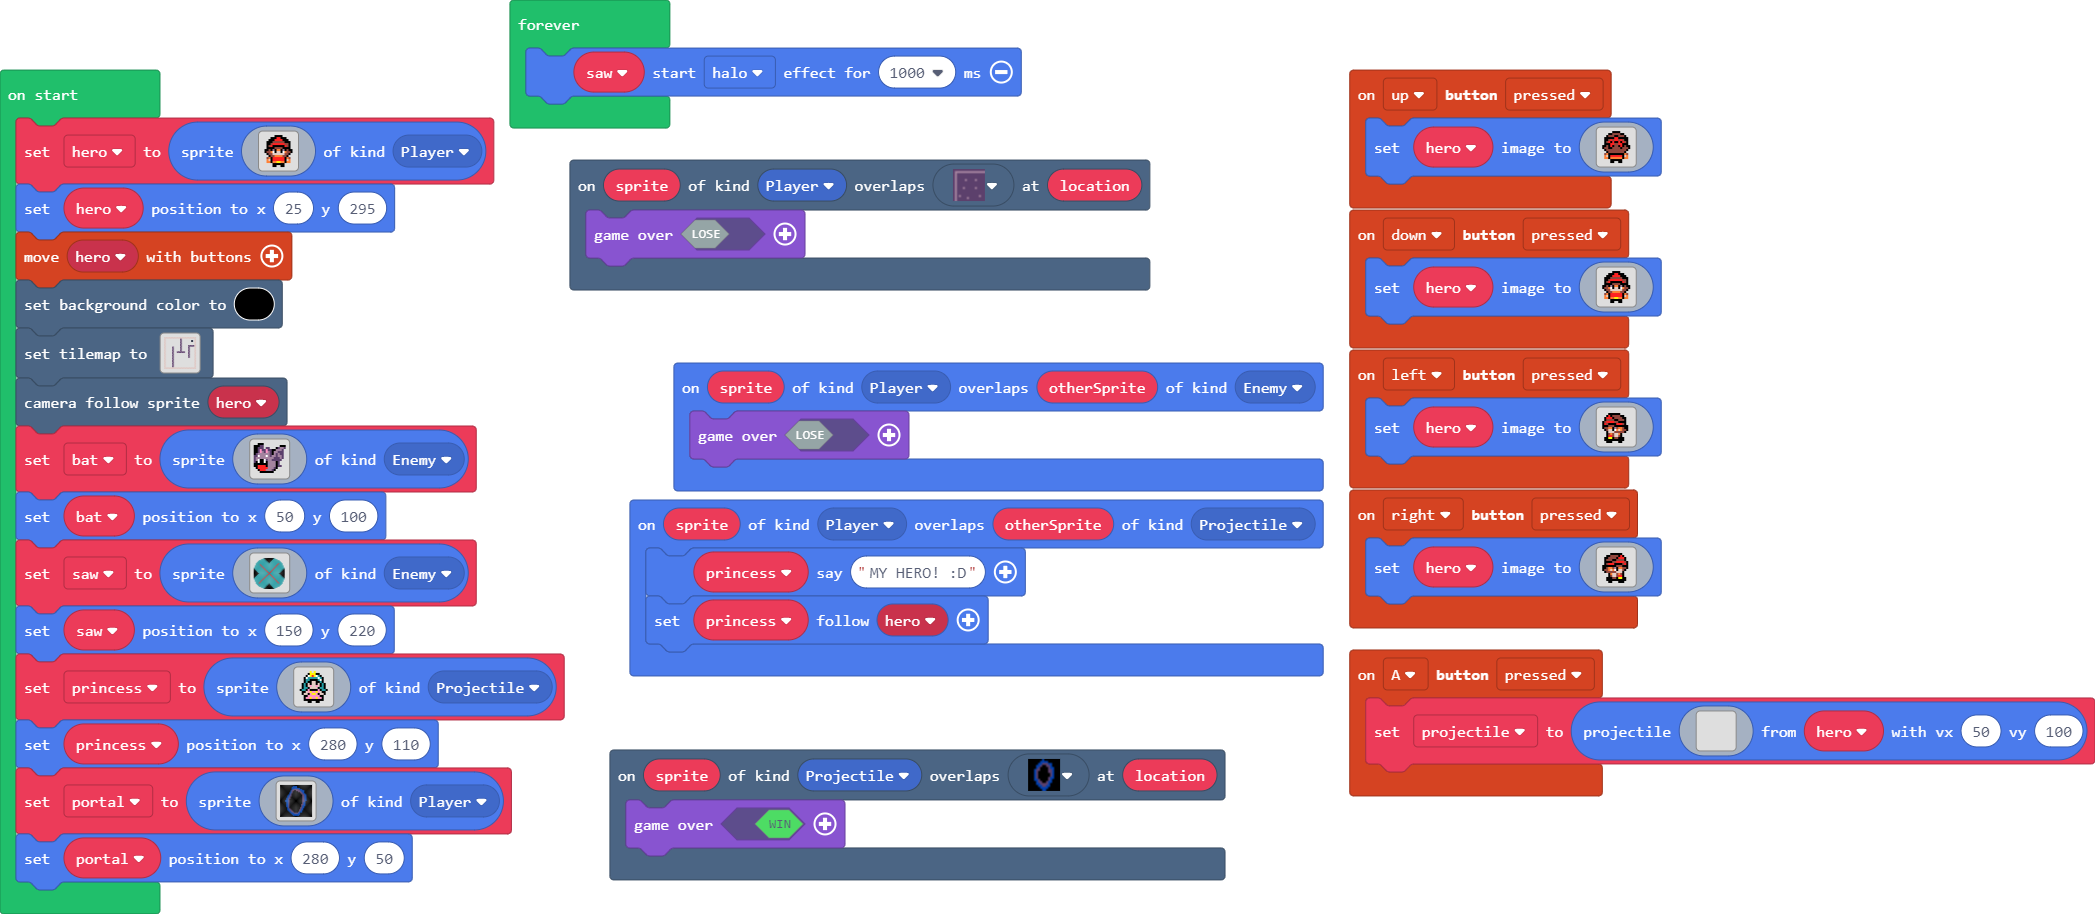 on start
set hero to sprite of kind Player
set hero position to x 25 y 295
move hero with buttons
set background color to
set tilemap to
camera follow sprite hero
set bat to sprite of kind Enemy
set bat position to x 50 y 100
set saw to sprite of kind Enemy
set saw position to x 150 y 220
set princess to sprite of kind Projectile
set princess position to x 280 y 110
set portal to sprite of kind Player
set portal position to x 280 y 50
forever
saw start halo effect for 1000 ms
on sprite of kind Player overlaps at location
game over LOSE
on sprite of kind Player overlaps otherSprite of kind Enemy
game over LOSE
on sprite of kind Player overlaps otherSprite of kind Projectile
princess say "MY HERO! :D"
set princess follow hero
on sprite of kind Projectile overlaps at location
game over WIN
on up button pressed
set hero image to
on down button pressed
set hero image to
on left button pressed
set hero image to
on right button pressed
set hero image to
on A button pressed
set projectile to projectile from hero with vx 50 vy 100